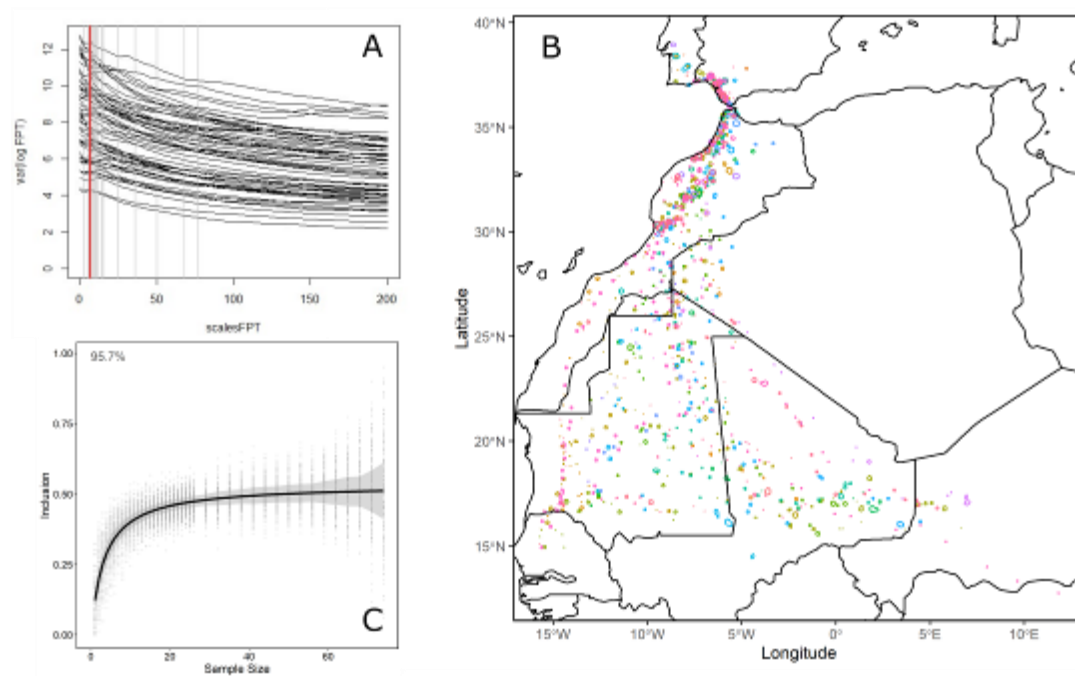 A
12
10
8
6
4
2
0
var(log FPT)
0 50 100 150 200
scalesFPT
95.7%
1.00
0.75
0.50
0.25
0.00
Inclusion
C
0 20 40 60
Sample Size
B
40°N
35°N
30°N
25°N
20°N
15°N
Latitude
15°W 10°W 5°W 0° 5°E 10°E
Longitude